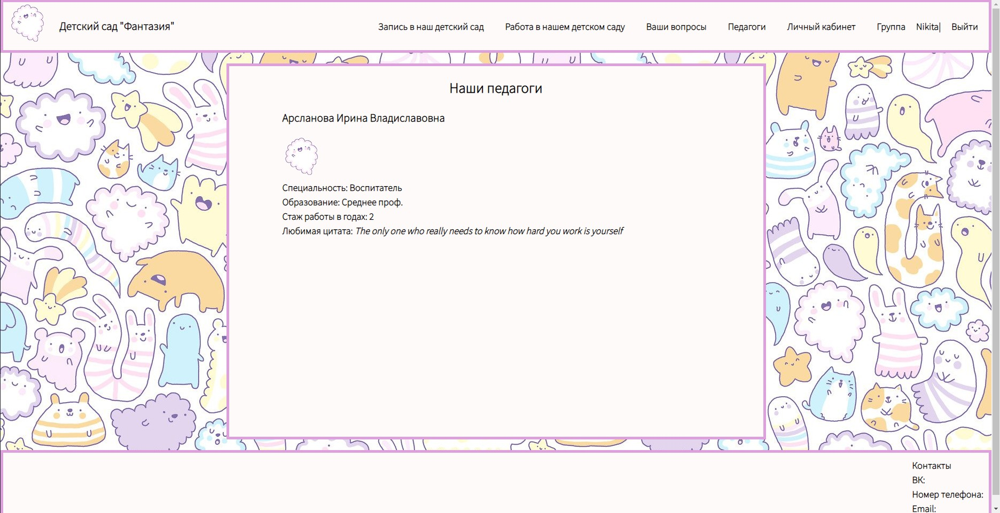 Детский сад "Фантазия"
Запись в наш детский сад Работа в нашем детском саду Ваши вопросы Педагоги Личный кабинет Группа Nikita| Выйти
Наши педагоги
Арсланова Ирина Владиславовна
Специальность: Воспитатель
Образование: Среднее проф.
Стаж работы в годах: 2
Любимая цитата: The only one who really needs to know how hard you work is yourself
Контакты
ВК:
Номер телефона:
Email: